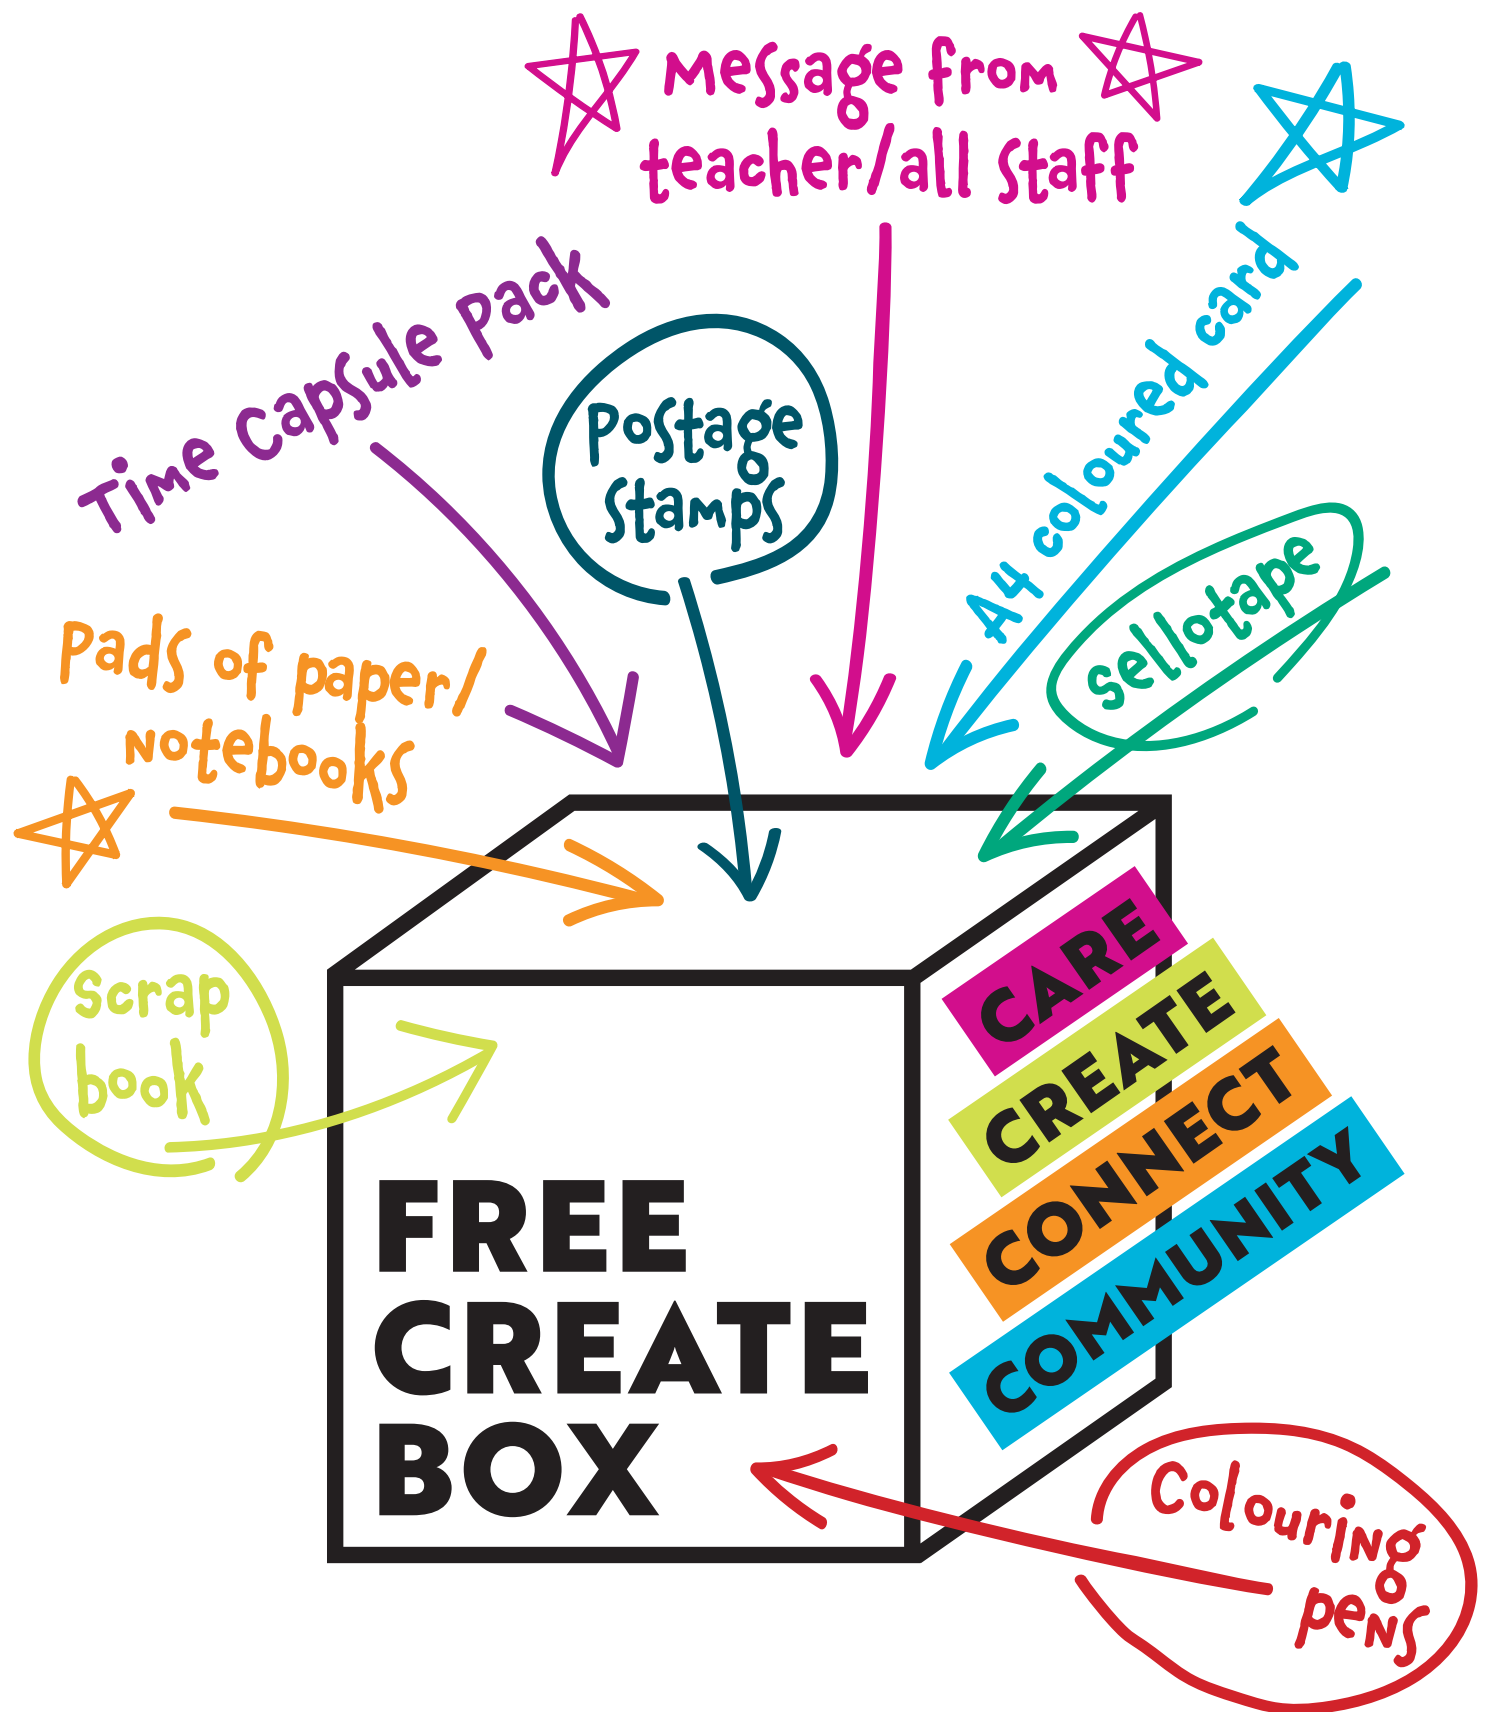 Message from
teacher/all staff
Time Capsule Pack
Postage
Stamps
A4 coloured card
sellotape
Pads of paper/
notebooks
Scrap
book
CARE
CREATE
CONNECT
COMMUNITY
FREE
CREATE
BOX
Colouring
pens